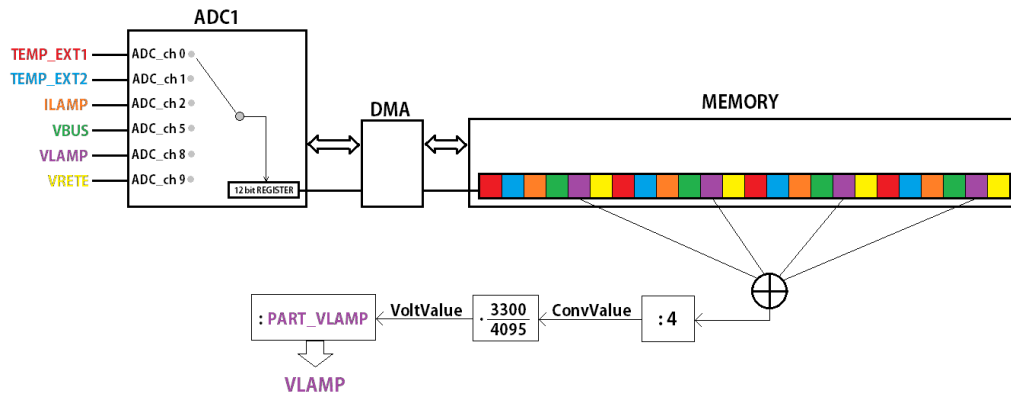 ADC1
TEMP_EXT1 ADC_ch 0
TEMP_EXT2 ADC_ch 1
ILAMP ADC_ch 2
VBUS ADC_ch 5
VLAMP ADC_ch 8
VRETE ADC_ch 9
12 bit REGISTER
DMA
MEMORY
: PART_VLAMP
VoltValue
· 3300
4095
ConvValue
: 4
VLAMP